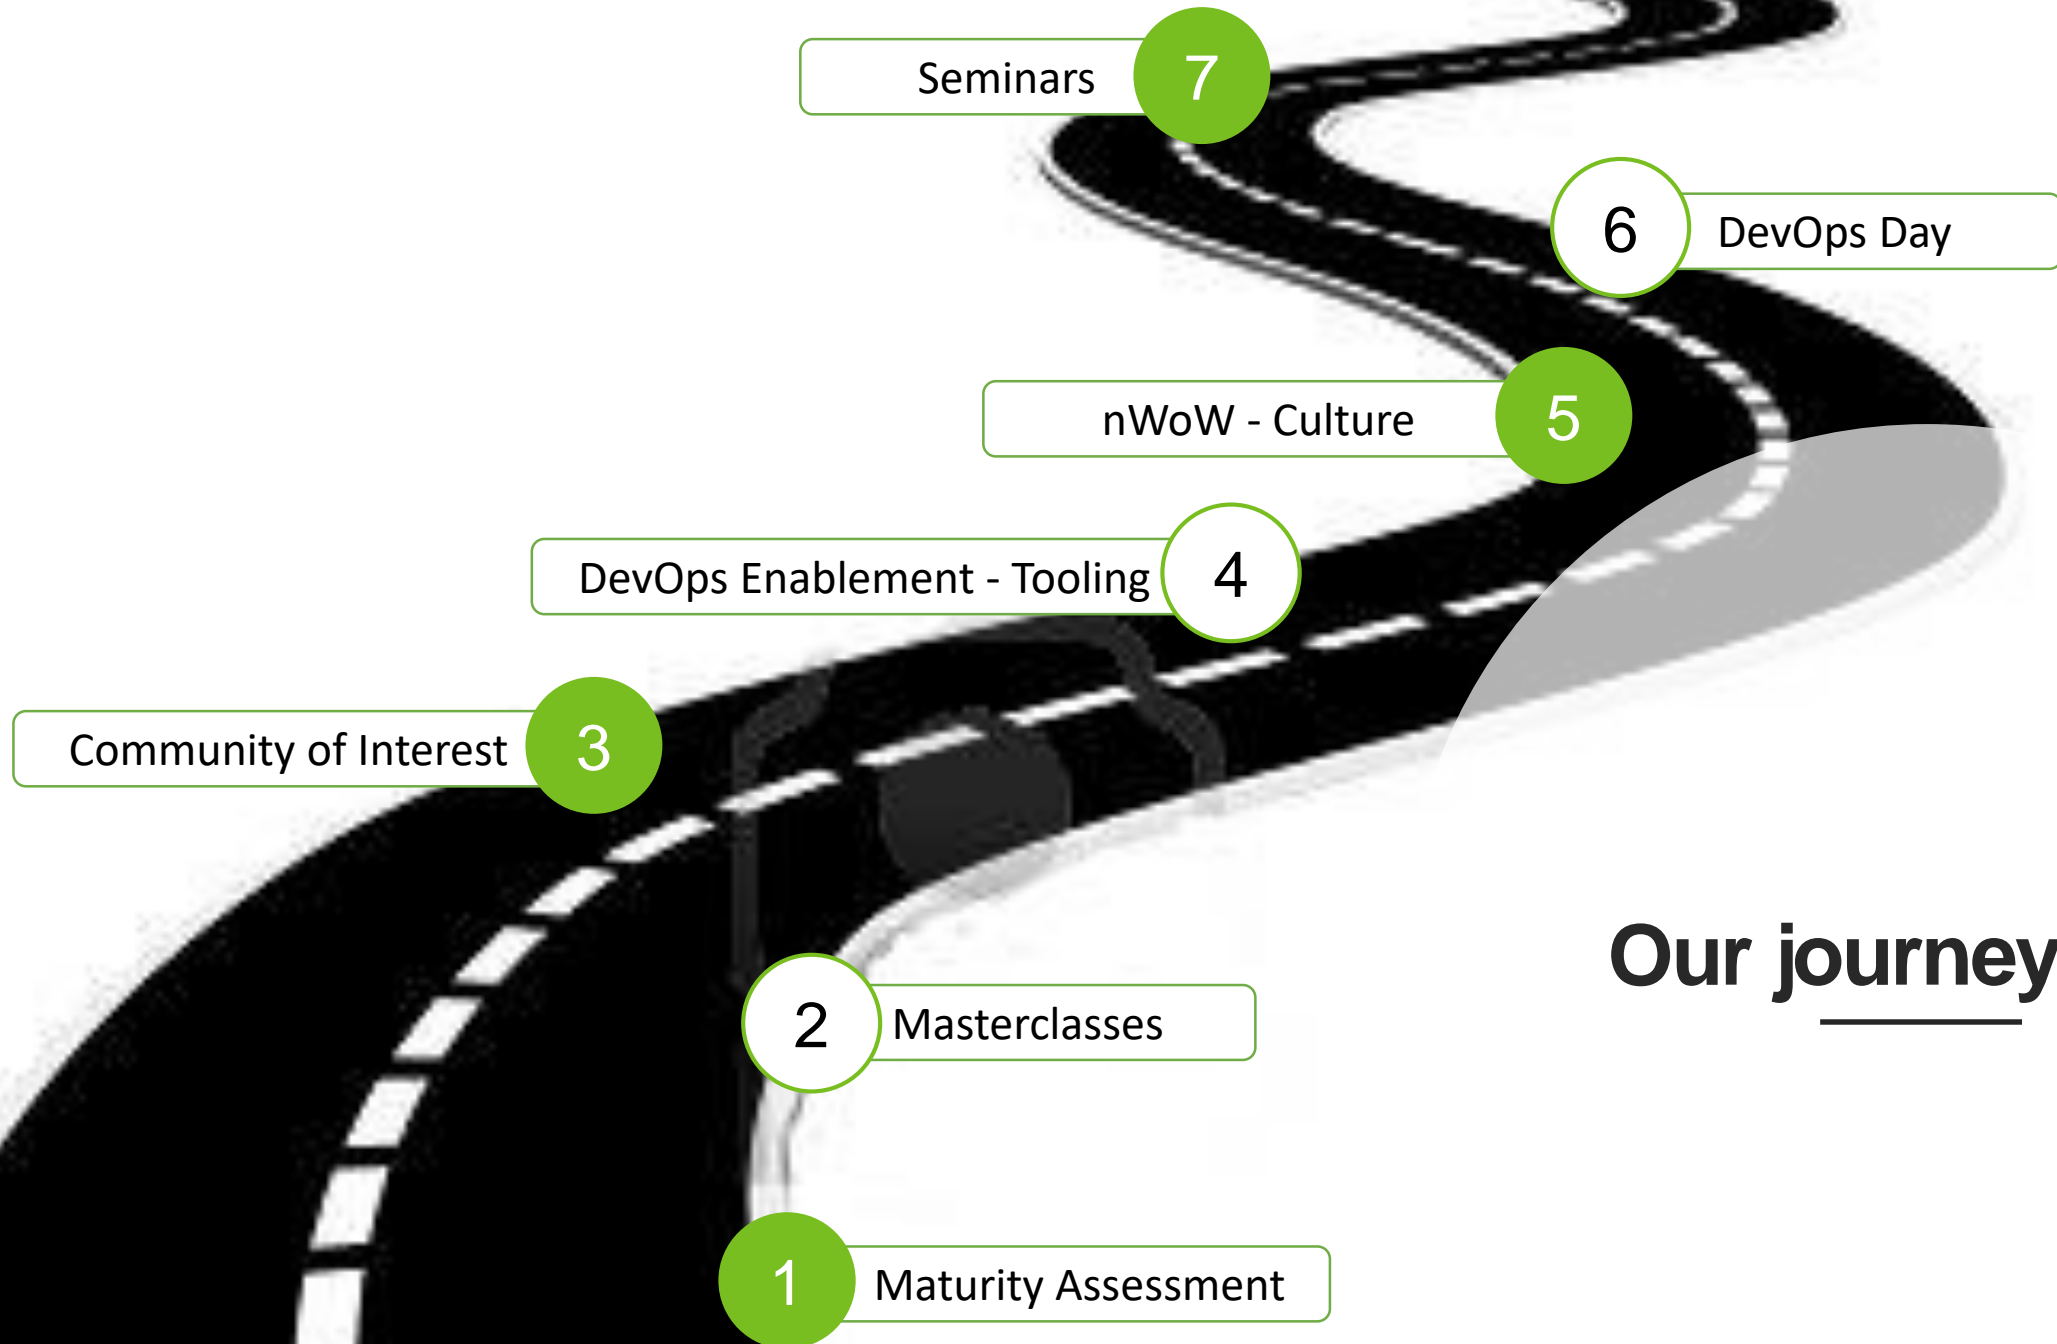 Seminars 7
6 DevOps Day
nWoW - Culture 5
DevOps Enablement - Tooling 4
Community of Interest 3
Our journey
2 Masterclasses
1 Maturity Assessment